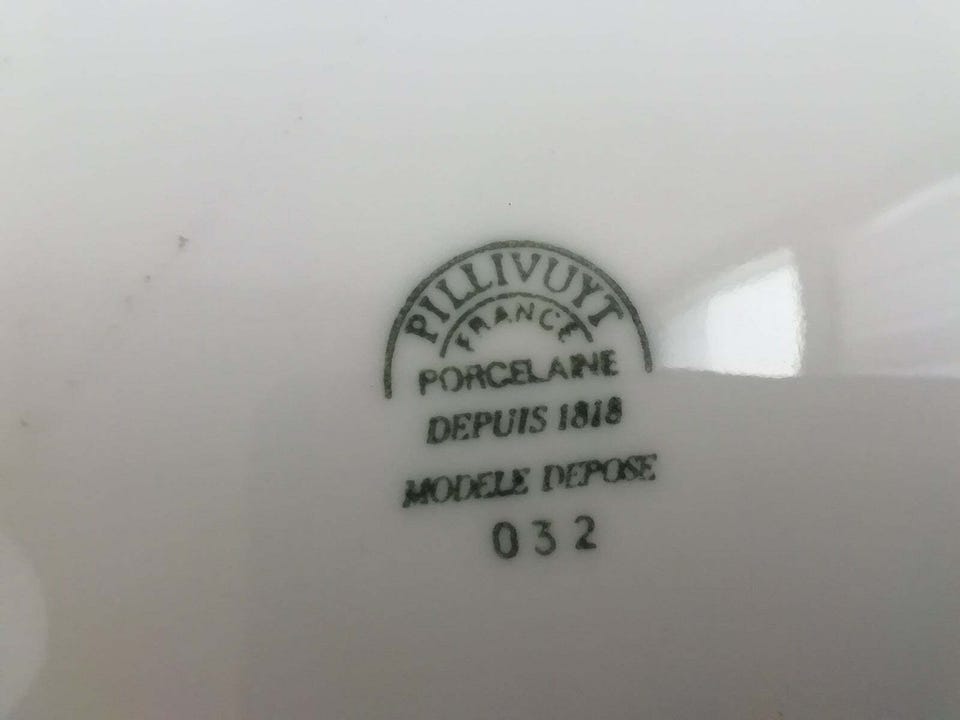 PILLIVUYT
FRANCE
PORCELAINE
DEPUIS 1818
MODELE DEPOSE
032